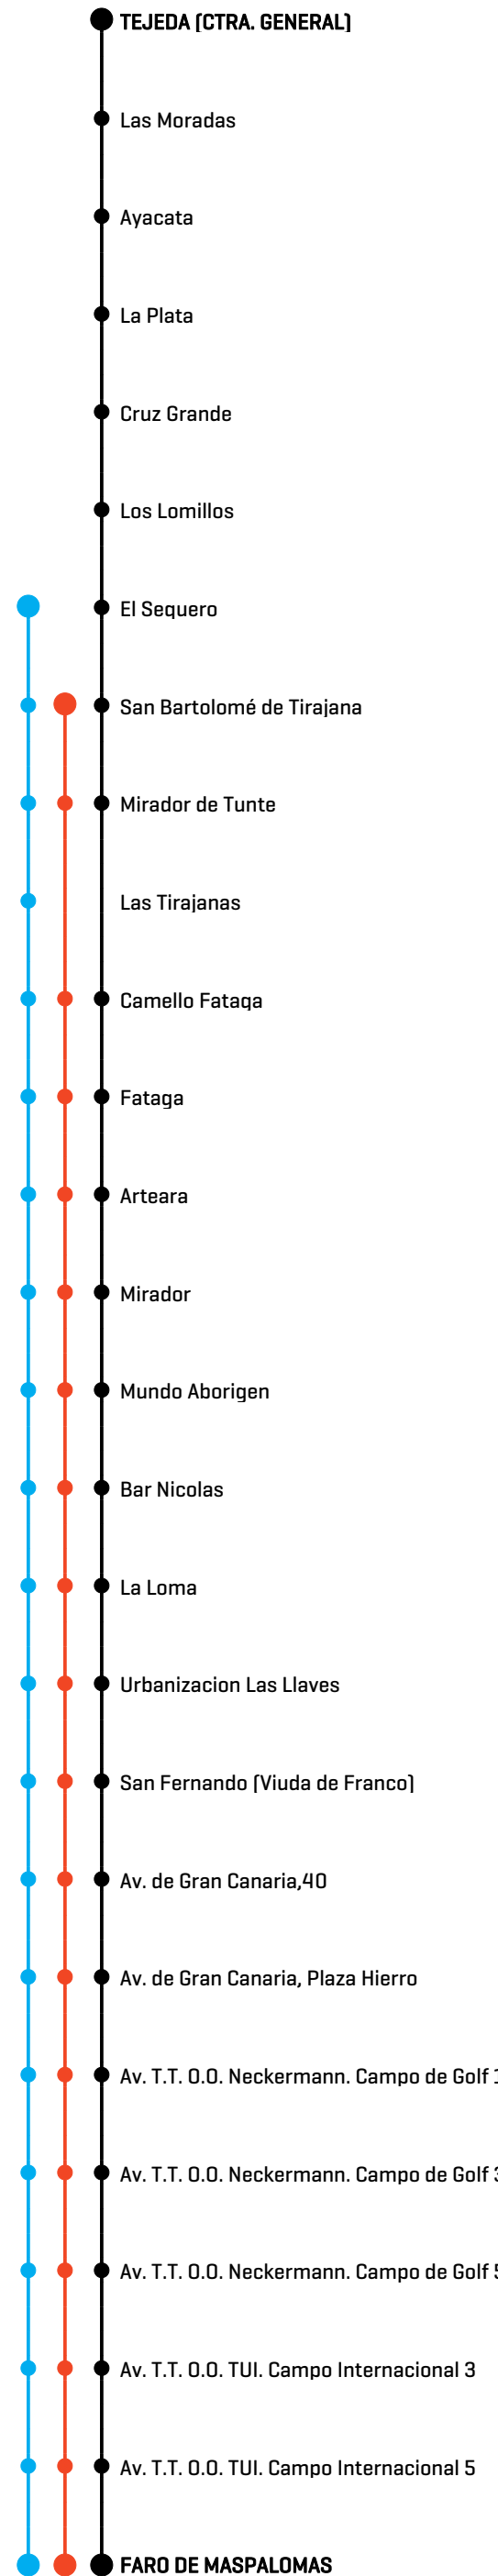 TEJEDA (CTRA. GENERAL)
Las Moradas
Ayacata
La Plata
Cruz Grande
Los Lomillos
El Sequero
San Bartolomé de Tirajana
Mirador de Tunte
Las Tirajanas
Camello Fataga
Fataga
Arteara
Mirador
Mundo Aborigen
Bar Nicolas
La Loma
Urbanizacion Las Llaves
San Fernando (Viuda de Franco)
Av. de Gran Canaria,40
Av. de Gran Canaria, Plaza Hierro
Av. T.T. O.O. Neckermann. Campo de Golf 1
Av. T.T. O.O. Neckermann. Campo de Golf 3
Av. T.T. O.O. Neckermann. Campo de Golf 5
Av. T.T. O.O. TUI. Campo Internacional 3
Av. T.T. O.O. TUI. Campo Internacional 5
FARO DE MASPALOMAS